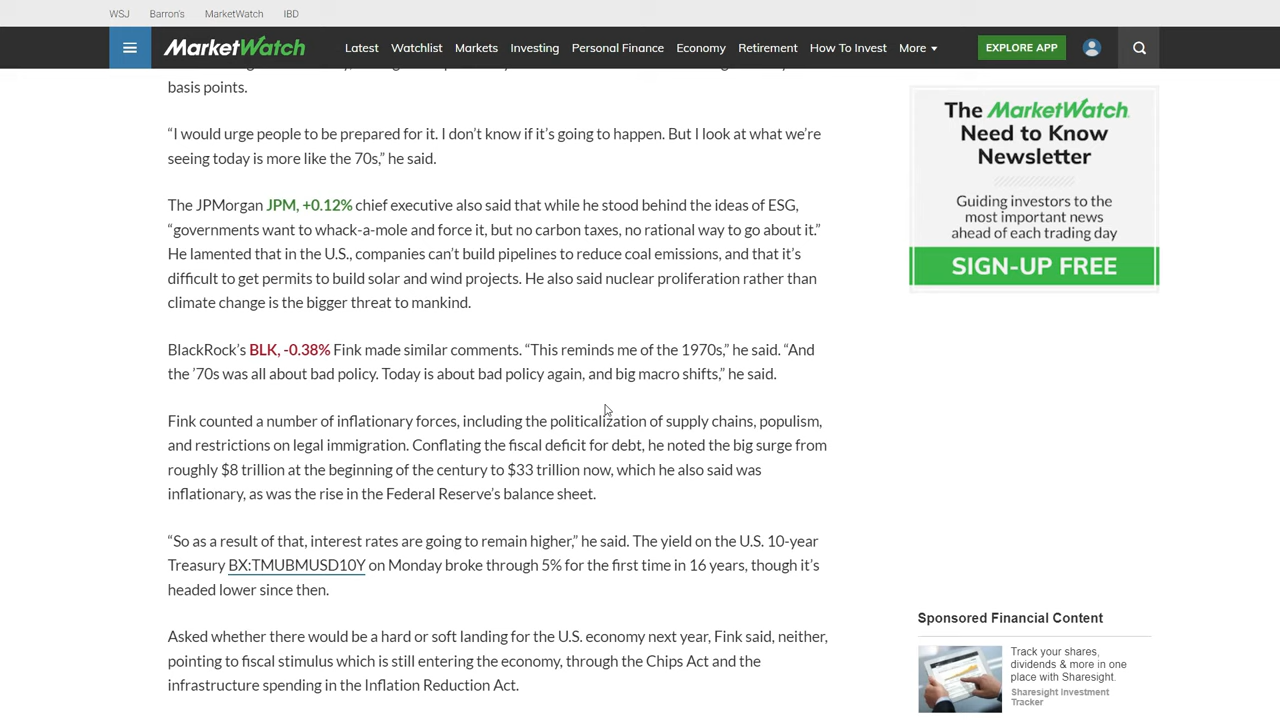 WSJ Barron's MarketWatch IBD
MarketWatch Latest Watchlist Markets Investing Personal Finance Economy Retirement How To Invest More EXPLORE APP
basis points.
“I would urge people to be prepared for it. I don’t know if it’s going to happen. But I look at what we’re
seeing today is more like the 70s,” he said.
The JPMorgan JPM, +0.12% chief executive also said that while he stood behind the ideas of ESG,
“governments want to whack-a-mole and force it, but no carbon taxes, no rational way to go about it.”
He lamented that in the U.S., companies can’t build pipelines to reduce coal emissions, and that it’s
difficult to get permits to build solar and wind projects. He also said nuclear proliferation rather than
climate change is the bigger threat to mankind.
BlackRock’s BLK, -0.38% Fink made similar comments. “This reminds me of the 1970s,” he said. “And
the ’70s was all about bad policy. Today is about bad policy again, and big macro shifts,” he said.
Fink counted a number of inflationary forces, including the politicalization of supply chains, populism,
and restrictions on legal immigration. Conflating the fiscal deficit for debt, he noted the big surge from
roughly $8 trillion at the beginning of the century to $33 trillion now, which he also said was
inflationary, as was the rise in the Federal Reserve’s balance sheet.
“So as a result of that, interest rates are going to remain higher,” he said. The yield on the U.S. 10-year
Treasury BX:TMUBMUSD10Y on Monday broke through 5% for the first time in 16 years, though it’s
headed lower since then.
Asked whether there would be a hard or soft landing for the U.S. economy next year, Fink said, neither,
pointing to fiscal stimulus which is still entering the economy, through the Chips Act and the
infrastructure spending in the Inflation Reduction Act.
The MarketWatch
Need to Know
Newsletter
Guiding investors to the
most important news
ahead of each trading day
SIGN-UP FREE
Sponsored Financial Content
Track your shares,
dividends & more in one
place with Sharesight.
Sharesight Investment
Tracker